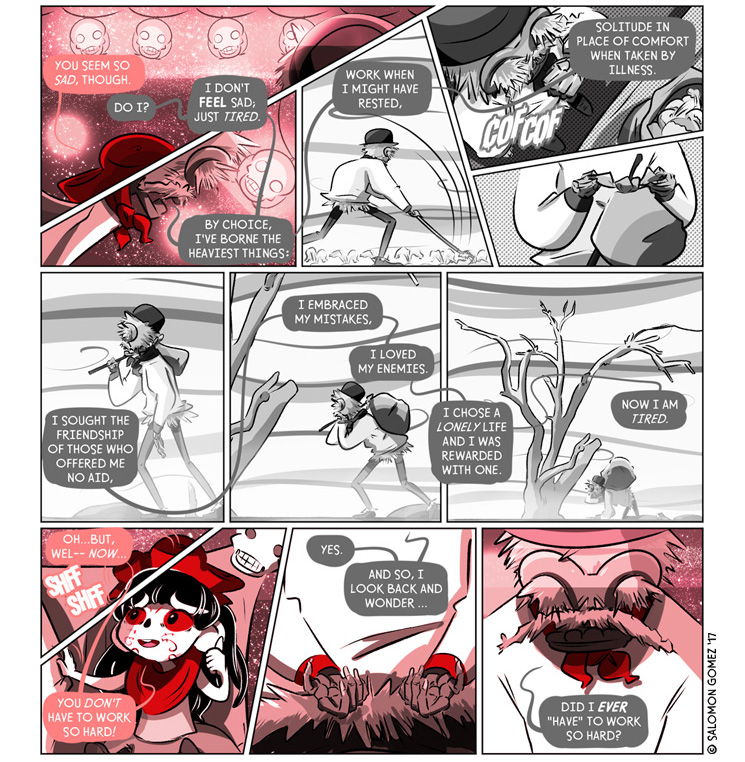 YOU SEEM SO
SAD, THOUGH.
DO I?
I DON'T
FEEL SAD;
JUST TIRED.
BY CHOICE,
I'VE BORNE THE
HEAVIEST THINGS:
WORK WHEN
I MIGHT HAVE
RESTED,
SOLITUDE IN
PLACE OF COMFORT
WHEN TAKEN BY
ILLNESS.
COF COF
I SOUGHT THE
FRIENDSHIP
OF THOSE WHO
OFFERED ME
NO AID,
I EMBRACED
MY MISTAKES,
I LOVED
MY ENEMIES.
I CHOSE A
LONELY LIFE
AND I WAS
REWARDED
WITH ONE.
NOW I AM
TIRED.
OH...BUT,
WEL-- NOW...
SHFF
SHFF
YOU DON'T
HAVE TO WORK
SO HARD!
YES.
AND SO, I
LOOK BACK AND
WONDER ...
DID I EVER
"HAVE" TO WORK
SO HARD?
© SALOMON GOMEZ '17